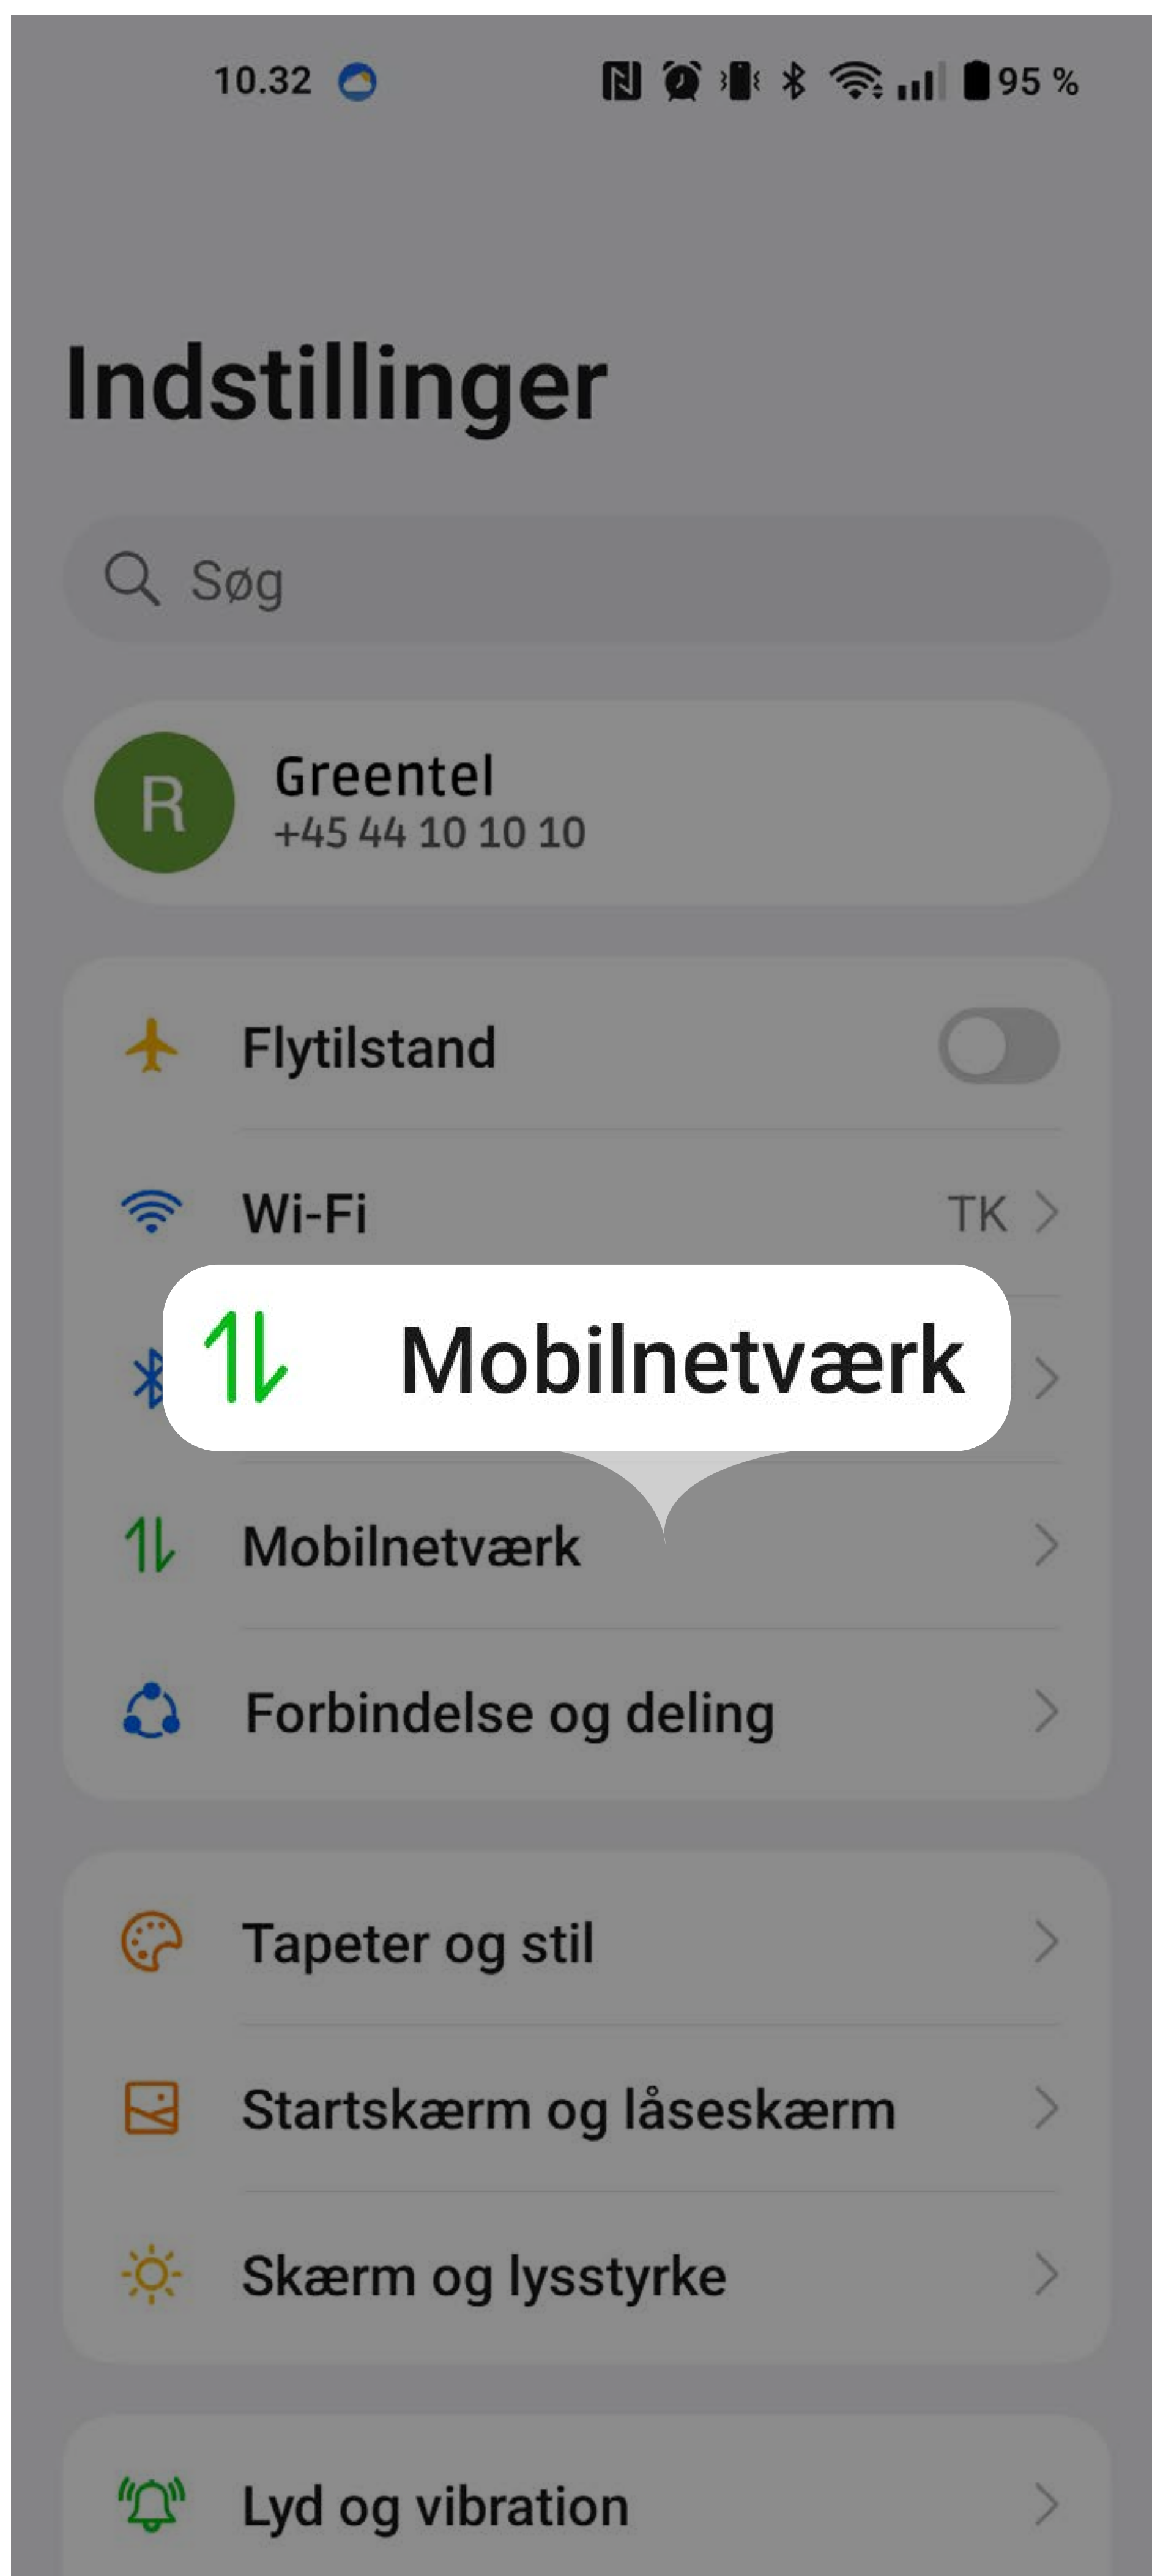 10.32 95 %
Indstillinger
Søg
R
Greentel
+45 44 10 10 10
Flytilstand
Wi-Fi TK
Mobilnetværk
Mobilnetværk
Forbindelse og deling
Tapeter og stil
Startskærm og låseskærm
Skærm og lysstyrke
Lyd og vibration